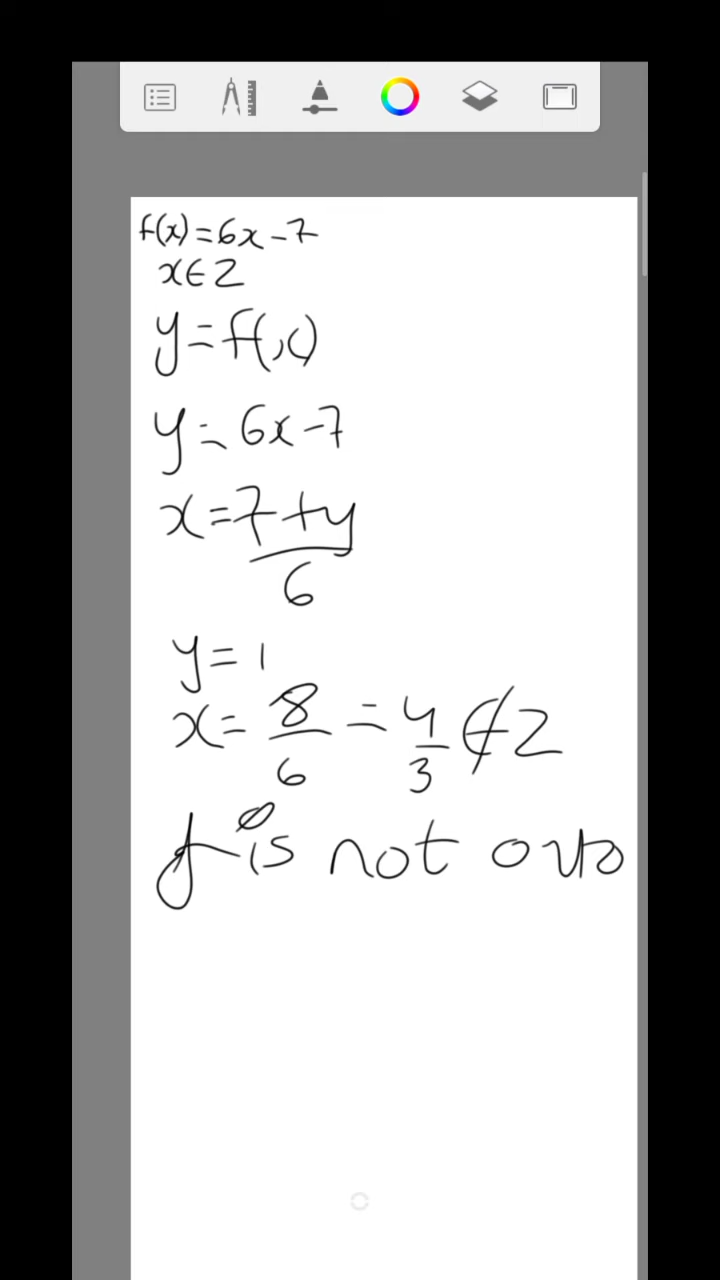 f(x)=6x-7
x∈Z
y=f(x)
y=6x-7
x=7+y/6
y=1
x=8/6=4/3∉Z
f is not onto